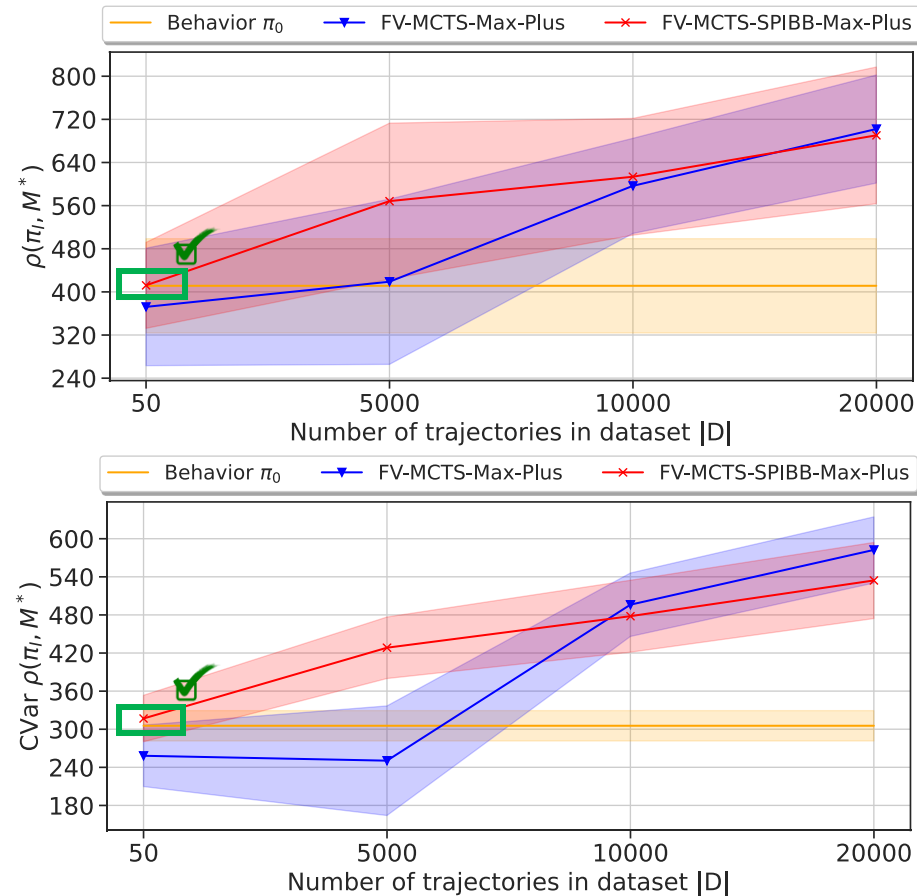 Behavior π₀ FV-MCTS-Max-Plus FV-MCTS-SPIBB-Max-Plus
ρ(π_I, M*)
800
720
640
560
480
400
320
240
50 5000 10000 20000
Number of trajectories in dataset |D|
Behavior π₀ FV-MCTS-Max-Plus FV-MCTS-SPIBB-Max-Plus
CVar ρ(π_I, M*)
600
540
480
420
360
300
240
180
50 5000 10000 20000
Number of trajectories in dataset |D|